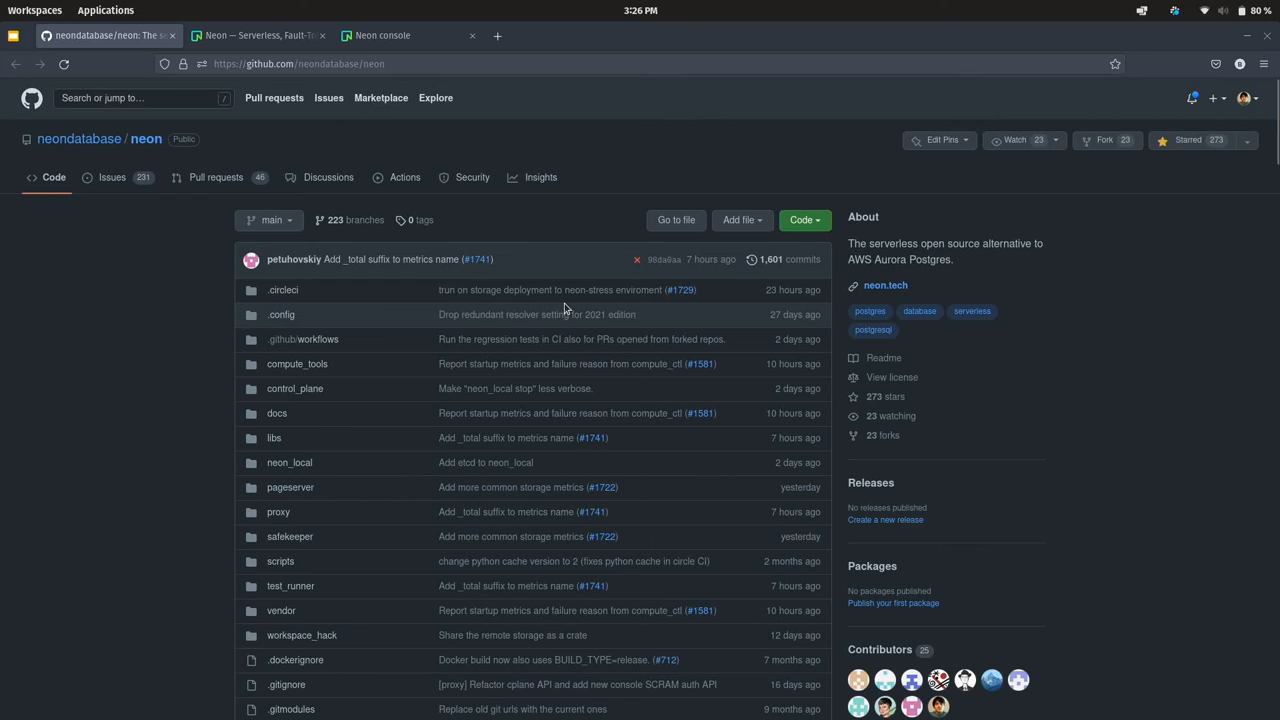 Workspaces Applications 3:26 PM 80 %
neondatabase/neon: The se Neon — Serverless, Fault-To Neon console
https://github.com/neondatabase/neon
Search or jump to… / Pull requests Issues Marketplace Explore
neondatabase / neon Public Edit Pins Watch 23 Fork 23 Starred 273
Code Issues 231 Pull requests 46 Discussions Actions Security Insights
main 223 branches 0 tags Go to file Add file Code
petuhovskiy Add _total suffix to metrics name (#1741) 98da0aa 7 hours ago 1,601 commits
.circleci trun on storage deployment to neon-stress enviroment (#1729) 23 hours ago
.config Drop redundant resolver setting for 2021 edition 27 days ago
.github/workflows Run the regression tests in CI also for PRs opened from forked repos. 2 days ago
compute_tools Report startup metrics and failure reason from compute_ctl (#1581) 10 hours ago
control_plane Make "neon_local stop" less verbose. 2 days ago
docs Report startup metrics and failure reason from compute_ctl (#1581) 10 hours ago
libs Add _total suffix to metrics name (#1741) 7 hours ago
neon_local Add etcd to neon_local 2 days ago
pageserver Add more common storage metrics (#1722) yesterday
proxy Add _total suffix to metrics name (#1741) 7 hours ago
safekeeper Add more common storage metrics (#1722) yesterday
scripts change python cache version to 2 (fixes python cache in circle CI) 2 months ago
test_runner Add _total suffix to metrics name (#1741) 7 hours ago
vendor Report startup metrics and failure reason from compute_ctl (#1581) 10 hours ago
workspace_hack Share the remote storage as a crate 12 days ago
.dockerignore Docker build now also uses BUILD_TYPE=release. (#712) 7 months ago
.gitignore [proxy] Refactor cplane API and add new console SCRAM auth API 16 days ago
.gitmodules Replace old git urls with the current ones 9 months ago
About
The serverless open source alternative to
AWS Aurora Postgres.
neon.tech
postgres database serverless
postgresql
Readme
View license
273 stars
23 watching
23 forks
Releases
No releases published
Create a new release
Packages
No packages published
Publish your first package
Contributors 25